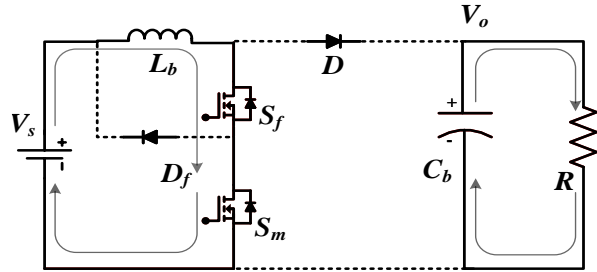 V_o
L_b
D
S_f
V_s
+
-
+
-
D_f
C_b
R
S_m